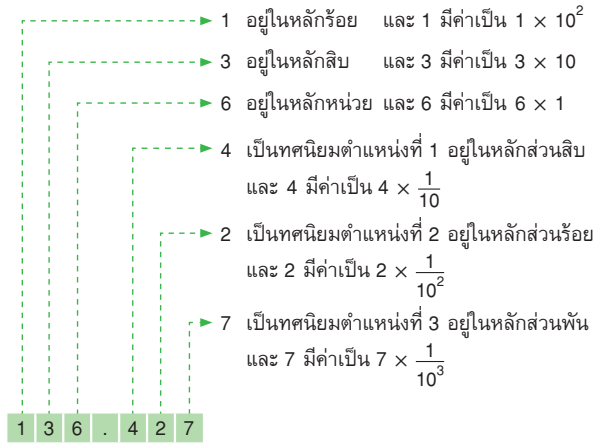 1 อยู่ในหลักร้อย และ 1 มีค่าเป็น 1 × 10²
3 อยู่ในหลักสิบ และ 3 มีค่าเป็น 3 × 10
6 อยู่ในหลักหน่วย และ 6 มีค่าเป็น 6 × 1
4 เป็นทศนิยมตำแหน่งที่ 1 อยู่ในหลักส่วนสิบ
และ 4 มีค่าเป็น 4 × 1/10
2 เป็นทศนิยมตำแหน่งที่ 2 อยู่ในหลักส่วนร้อย
และ 2 มีค่าเป็น 2 × 1/10²
7 เป็นทศนิยมตำแหน่งที่ 3 อยู่ในหลักส่วนพัน
และ 7 มีค่าเป็น 7 × 1/10³
1 3 6 . 4 2 7